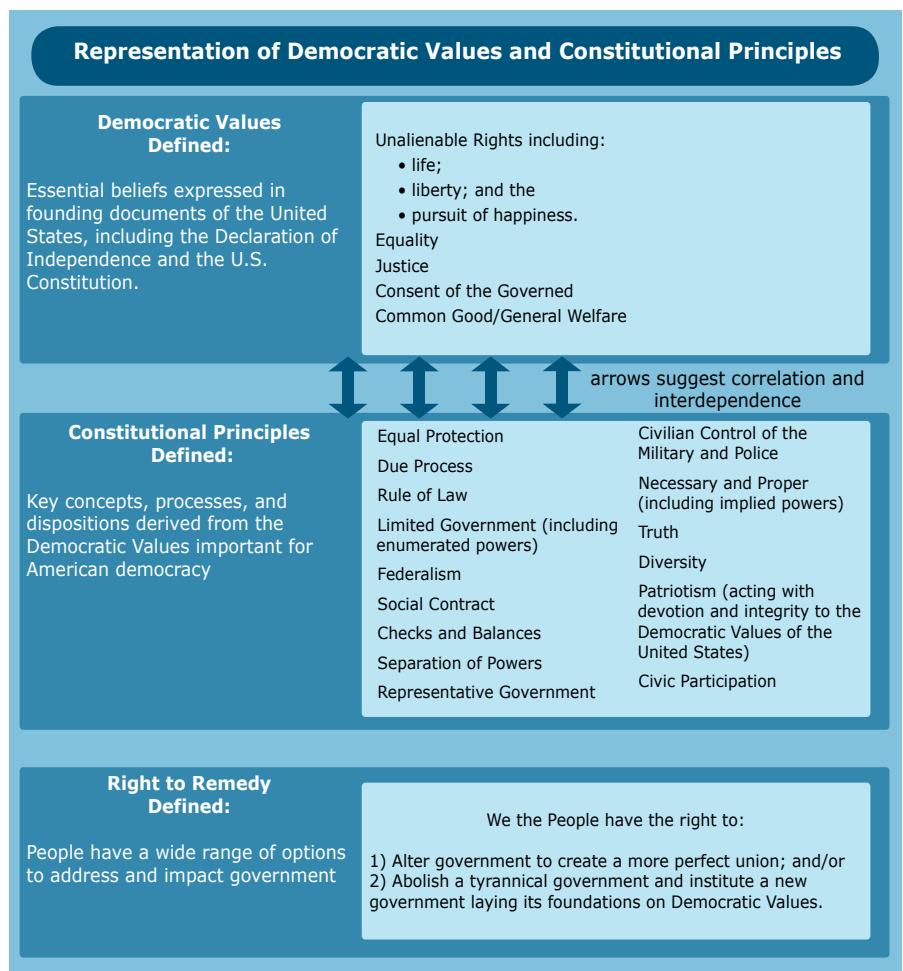 Representation of Democratic Values and Constitutional Principles
Democratic Values
Defined:
Essential beliefs expressed in
founding documents of the United
States, including the Declaration of
Independence and the U.S.
Constitution.
Unalienable Rights including:
• life;
• liberty; and the
• pursuit of happiness.
Equality
Justice
Consent of the Governed
Common Good/General Welfare
arrows suggest correlation and
interdependence
Constitutional Principles
Defined:
Key concepts, processes, and
dispositions derived from the
Democratic Values important for
American democracy
Equal Protection
Due Process
Rule of Law
Limited Government (including
enumerated powers)
Federalism
Social Contract
Checks and Balances
Separation of Powers
Representative Government
Civilian Control of the
Military and Police
Necessary and Proper
(including implied powers)
Truth
Diversity
Patriotism (acting with
devotion and integrity to the
Democratic Values of the
United States)
Civic Participation
Right to Remedy
Defined:
People have a wide range of options
to address and impact government
We the People have the right to:
1) Alter government to create a more perfect union; and/or
2) Abolish a tyrannical government and institute a new
government laying its foundations on Democratic Values.